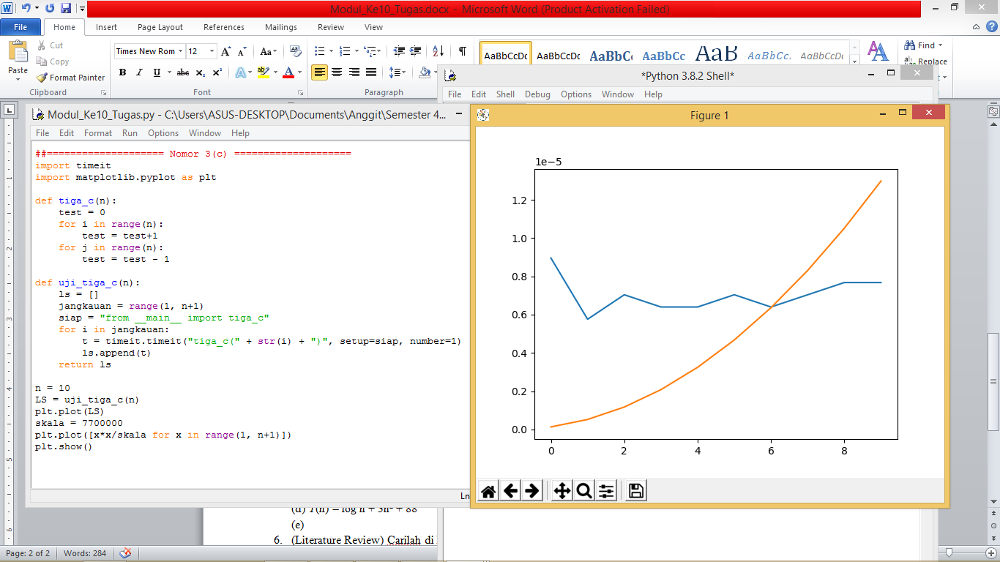 Modul_Ke10_Tugas.docx - Microsoft Word (Product Activation Failed)
File Home Insert Page Layout References Mailings Review View
Paste
Cut
Copy
Format Painter
Clipboard
Times New Rom 12
Font
Paragraph
AaBbCcDc AaBbCcDc AaBbC AaBbCc AaB AaBbCc. AaBbCcDc
Find
Replace
*Python 3.8.2 Shell*
File Edit Shell Debug Options Window Help
Modul_Ke10_Tugas.py - C:\Users\ASUS-DESKTOP\Documents\Anggit\Semester 4...
File Edit Format Run Options Window Help
##==================== Nomor 3(c) ====================
import timeit
import matplotlib.pyplot as plt
def tiga_c(n):
    test = 0
    for i in range(n):
        test = test+1
    for j in range(n):
        test = test - 1
def uji_tiga_c(n):
    ls = []
    jangkauan = range(1, n+1)
    siap = "from __main__ import tiga_c"
    for i in jangkauan:
        t = timeit.timeit("tiga_c(" + str(i) + ")", setup=siap, number=1)
        ls.append(t)
    return ls
n = 10
LS = uji_tiga_c(n)
plt.plot(LS)
skala = 7700000
plt.plot([x*x/skala for x in range(1, n+1)])
plt.show()
Ln
Figure 1
1e−5
1.2
1.0
0.8
0.6
0.4
0.2
0.0
0 2 4 6 8
(e)
6. (Literature Review) Carilah di
Page: 2 of 2 Words: 284